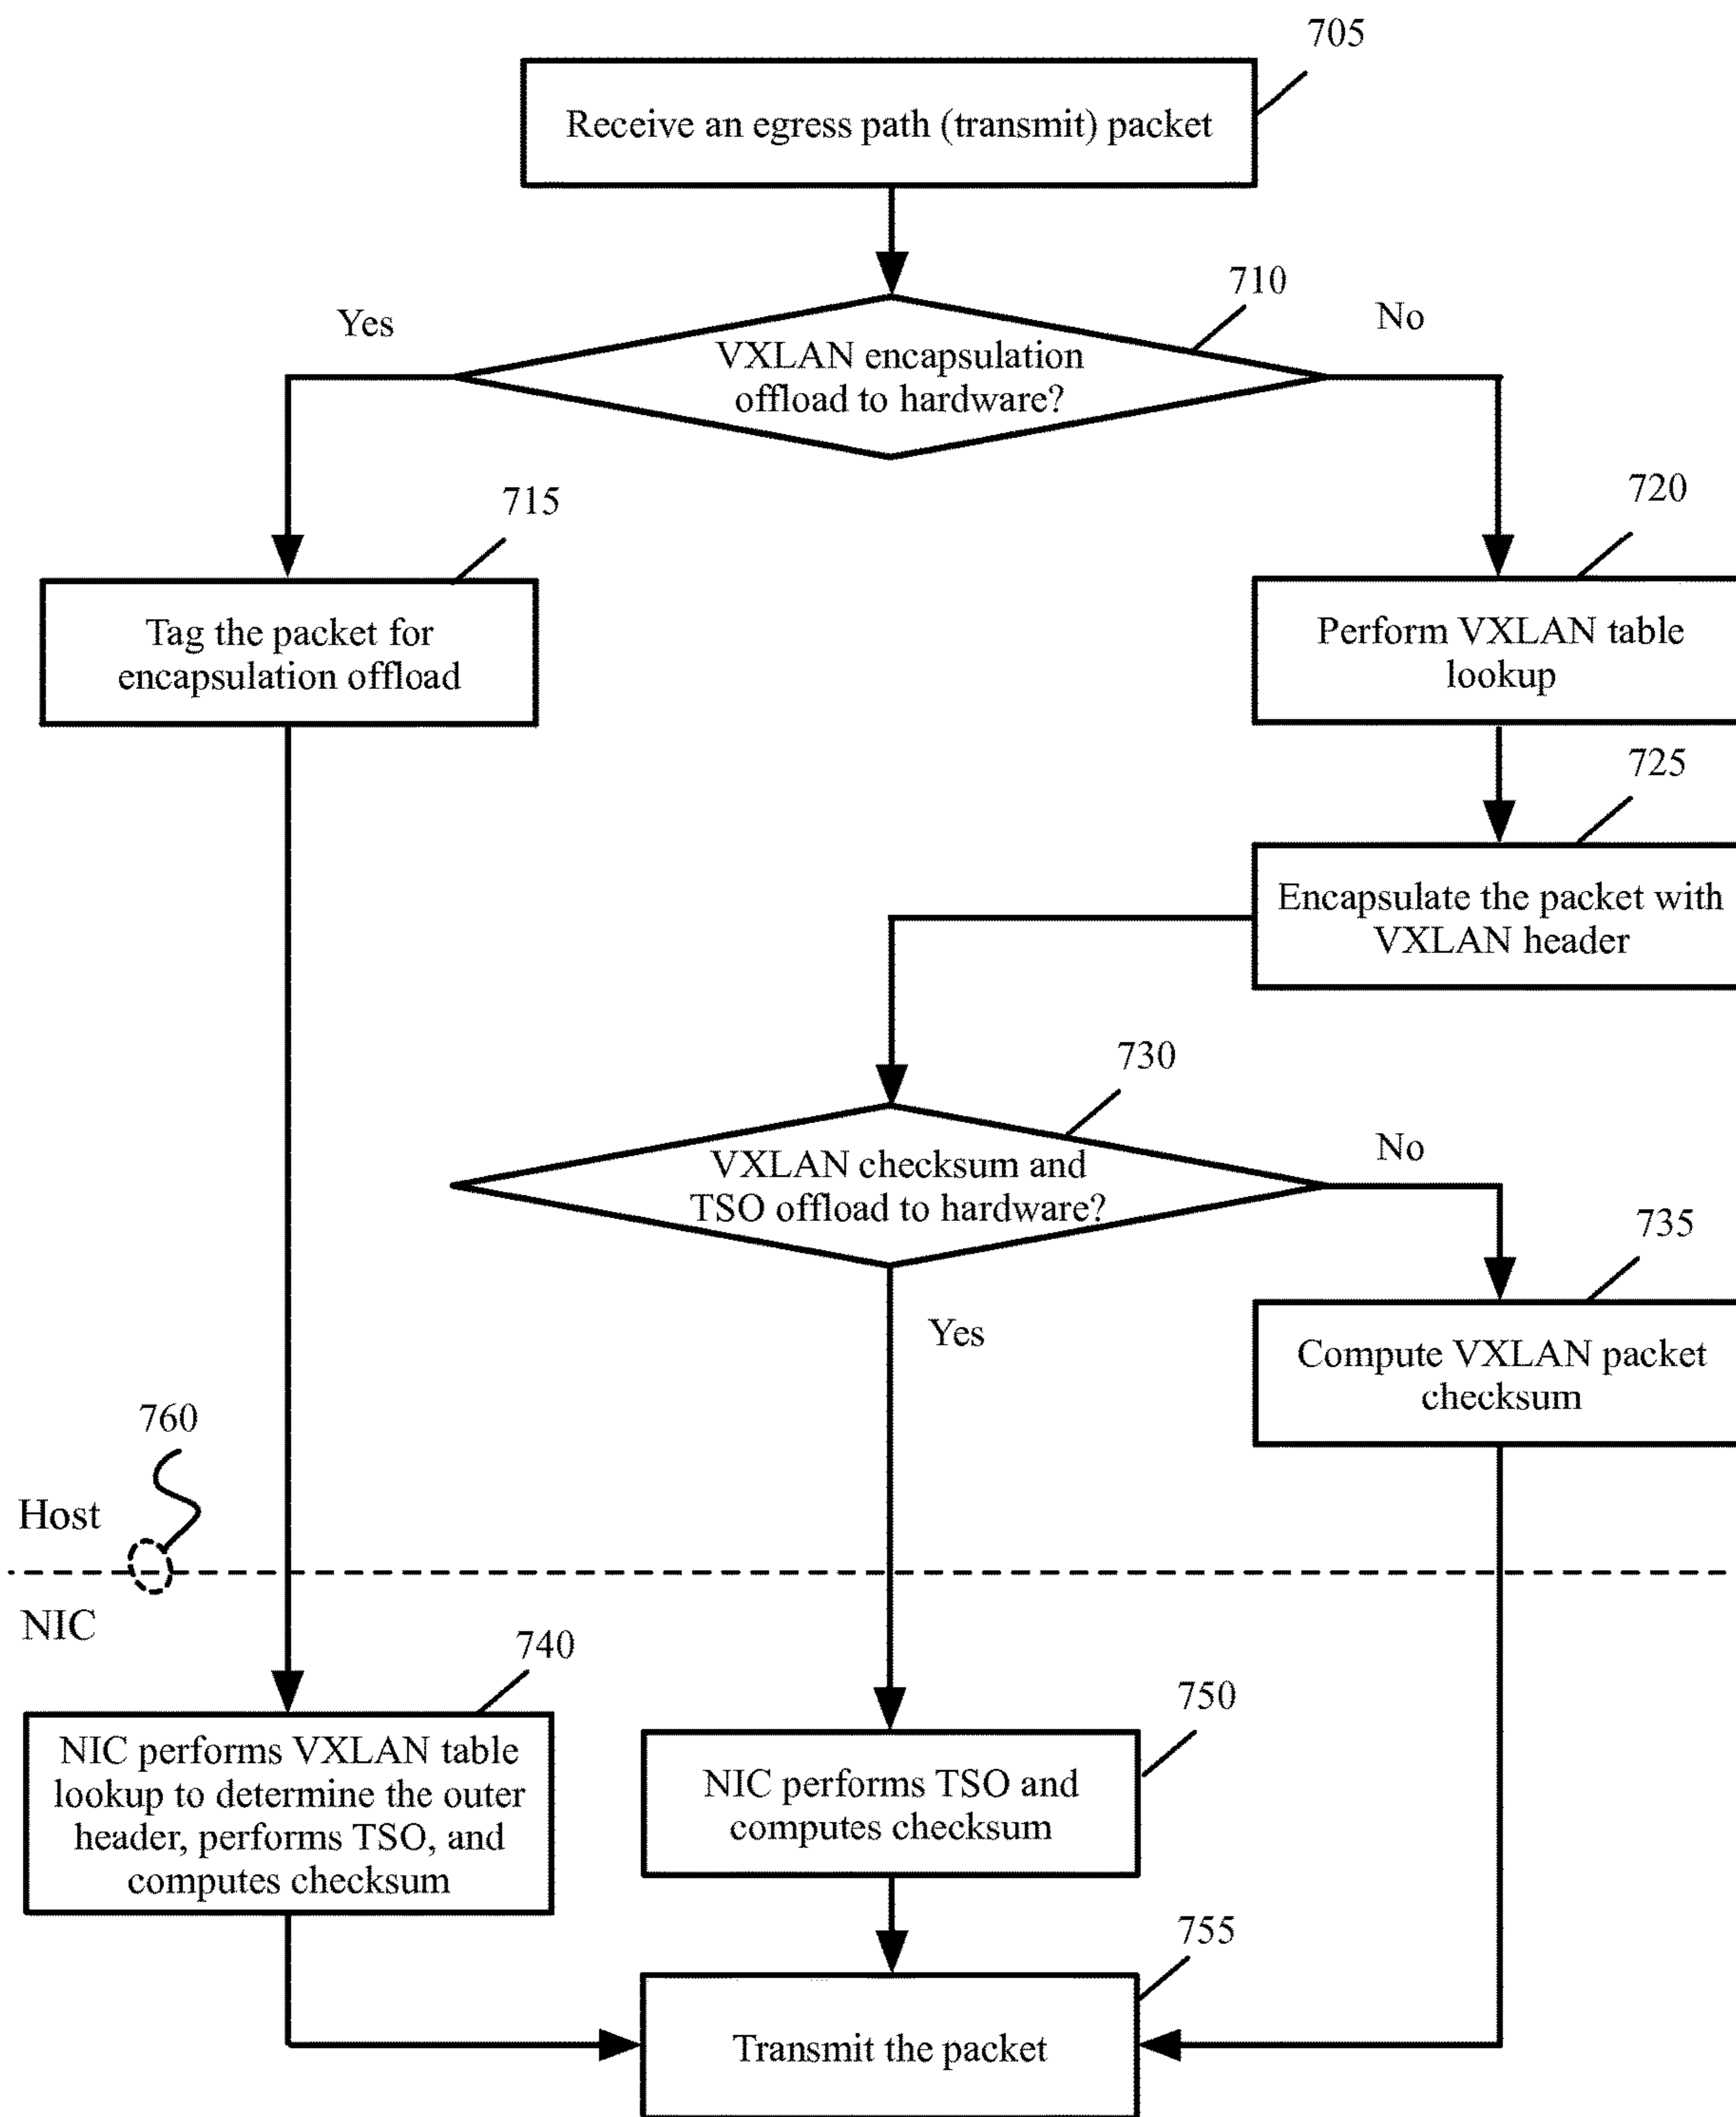 705
Receive an egress path (transmit) packet
710
Yes
No
VXLAN encapsulation
offload to hardware?
715
720
Tag the packet for
encapsulation offload
Perform VXLAN table
lookup
725
Encapsulate the packet with
VXLAN header
730
No
VXLAN checksum and
TSO offload to hardware?
735
Yes
Compute VXLAN packet
checksum
760
Host
NIC
740
750
NIC performs VXLAN table
lookup to determine the outer
header, performs TSO, and
computes checksum
NIC performs TSO and
computes checksum
755
Transmit the packet